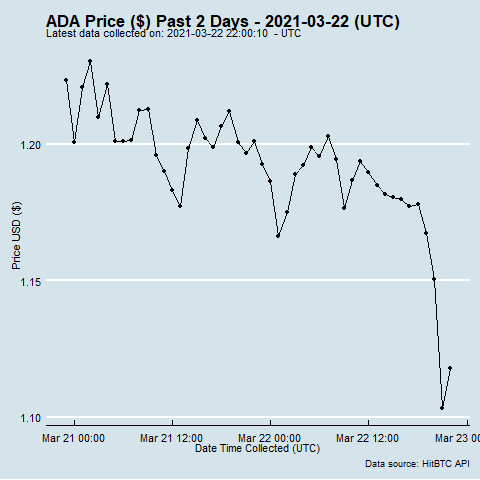 ADA Price ($) Past 2 Days - 2021-03-22 (UTC)
Latest data collected on: 2021-03-22 22:00:10 - UTC
Price USD ($)
1.20
1.15
1.10
Mar 21 00:00 Mar 21 12:00 Mar 22 00:00 Mar 22 12:00 Mar 23 0
Date Time Collected (UTC)
Data source: HitBTC API